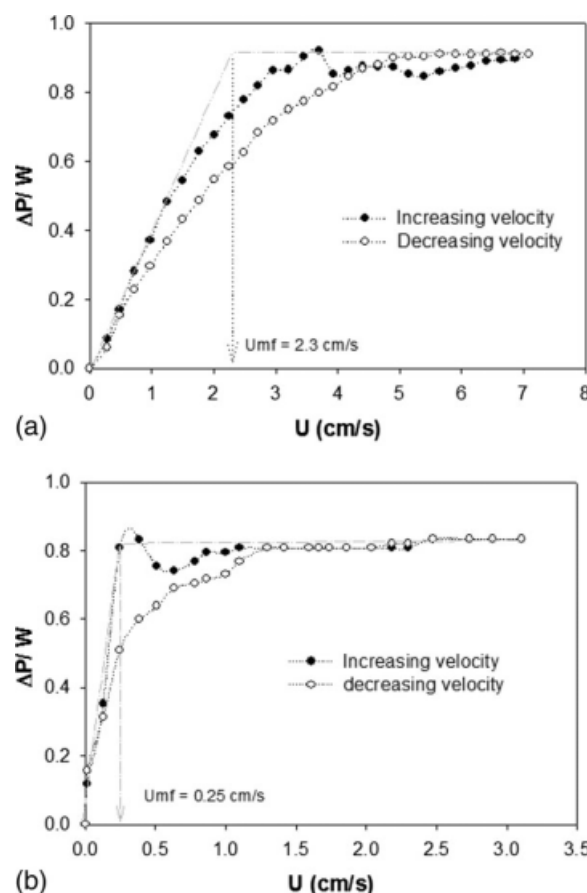 1.0
0.8
0.6
0.4
0.2
0.0
ΔP/ W
Increasing velocity
Decreasing velocity
Umf = 2.3 cm/s
0 1 2 3 4 5 6 7 8
(a)
U (cm/s)
1.0
0.8
0.6
0.4
0.2
0.0
ΔP/ W
Increasing velocity
decreasing velocity
Umf = 0.25 cm/s
0.0 0.5 1.0 1.5 2.0 2.5 3.0 3.5
(b)
U (cm/s)